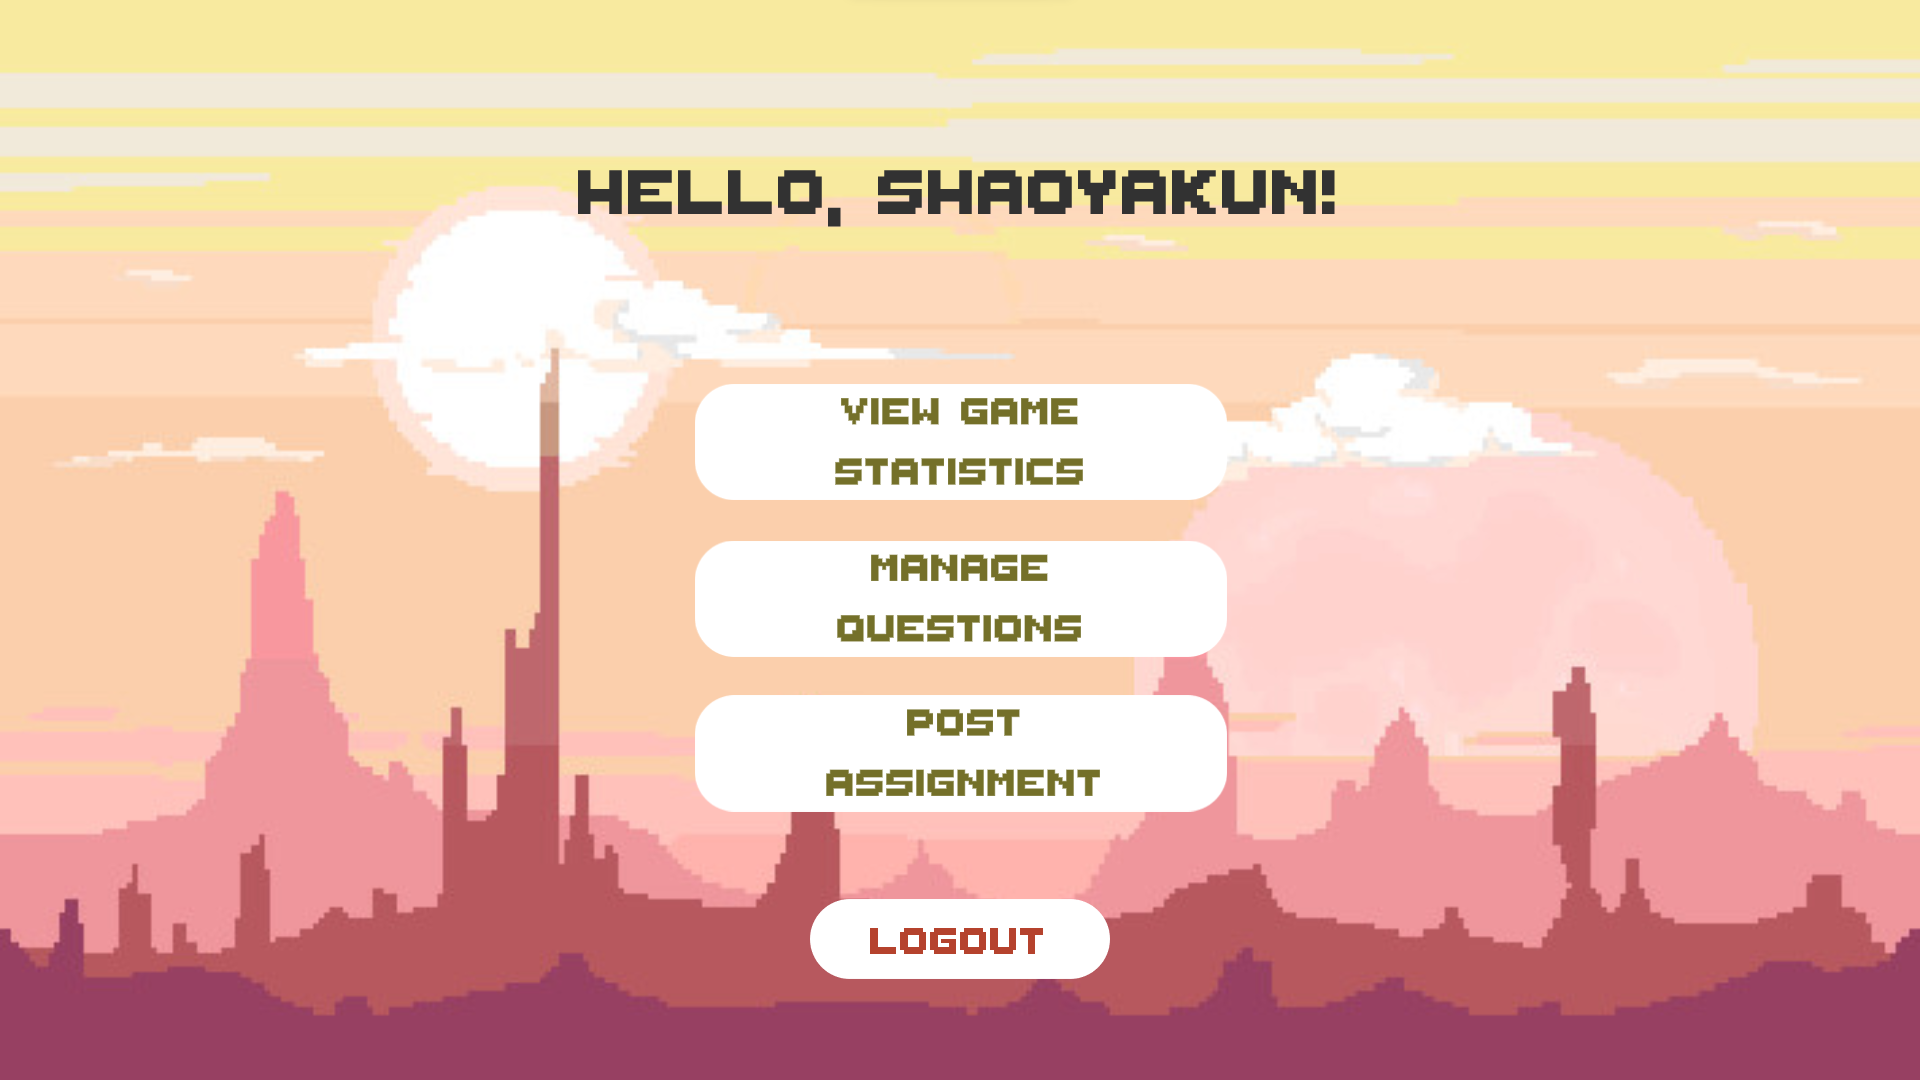 HELLO, SHAOYAKUN!
VIEW GAME
STATISTICS
MANAGE
QUESTIONS
POST
ASSIGNMENT
LOGOUT